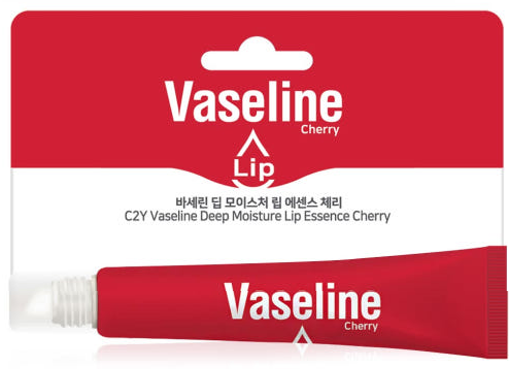 Vaseline
Cherry
Lip
바세린 딥 모이스처 립 에센스 체리
C2Y Vaseline Deep Moisture Lip Essence Cherry
Vaseline
Cherry